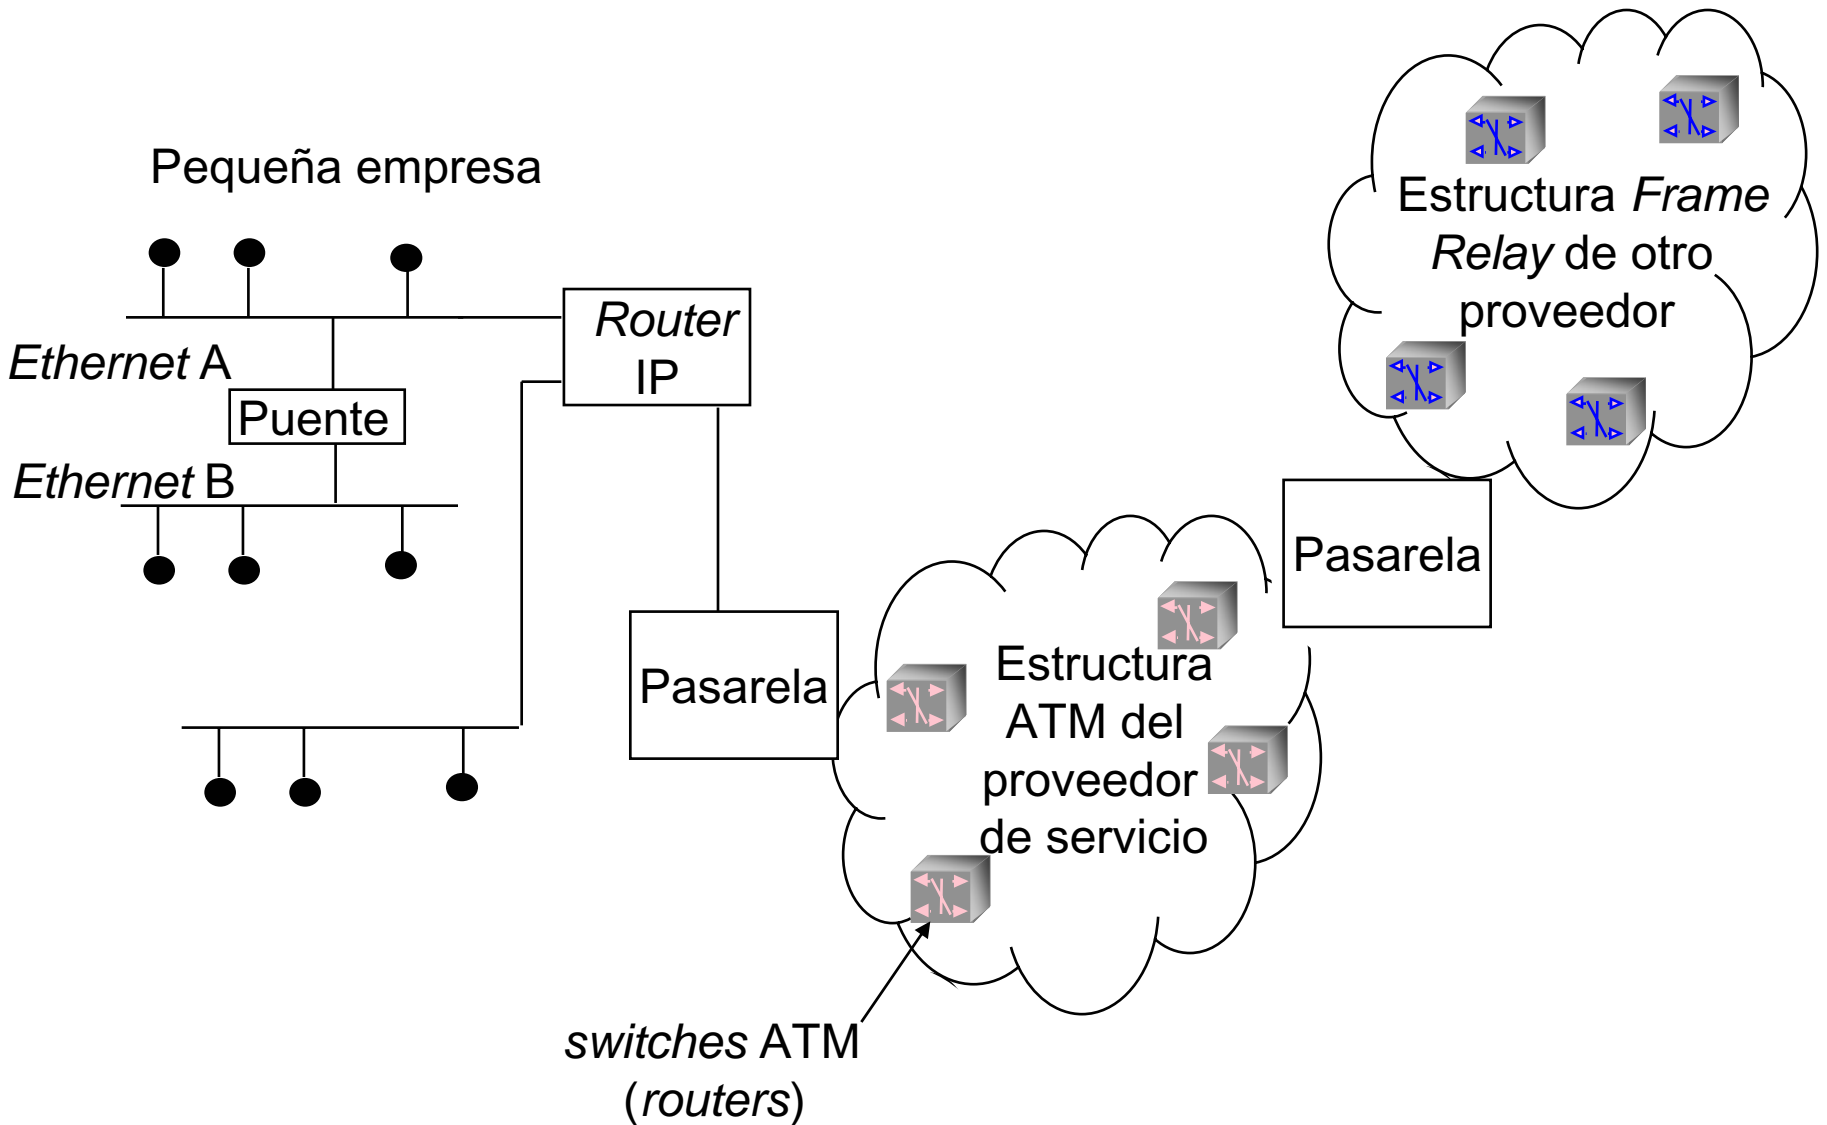 Pequeña empresa
Ethernet A
Puente
Ethernet B
Router
IP
Pasarela
Estructura
ATM del
proveedor
de servicio
switches ATM
(routers)
Pasarela
Estructura Frame
Relay de otro
proveedor